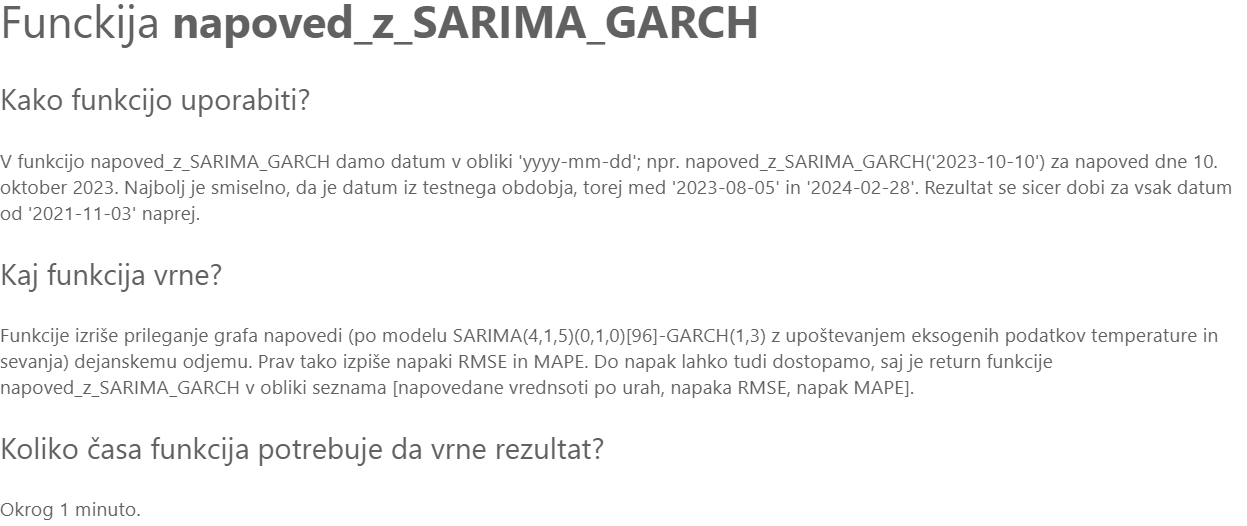 Funckija napoved_z_SARIMA_GARCH
Kako funkcijo uporabiti?
V funkcijo napoved_z_SARIMA_GARCH damo datum v obliki 'yyyy-mm-dd'; npr. napoved_z_SARIMA_GARCH('2023-10-10') za napoved dne 10.
oktober 2023. Najbolj je smiselno, da je datum iz testnega obdobja, torej med '2023-08-05' in '2024-02-28'. Rezultat se sicer dobi za vsak datum
od '2021-11-03' naprej.
Kaj funkcija vrne?
Funkcije izriše prileganje grafa napovedi (po modelu SARIMA(4,1,5)(0,1,0)[96]-GARCH(1,3) z upoštevanjem eksogenih podatkov temperature in
sevanja) dejanskemu odjemu. Prav tako izpiše napaki RMSE in MAPE. Do napak lahko tudi dostopamo, saj je return funkcije
napoved_z_SARIMA_GARCH v obliki seznama [napovedane vrednsoti po urah, napaka RMSE, napak MAPE].
Koliko časa funkcija potrebuje da vrne rezultat?
Okrog 1 minuto.